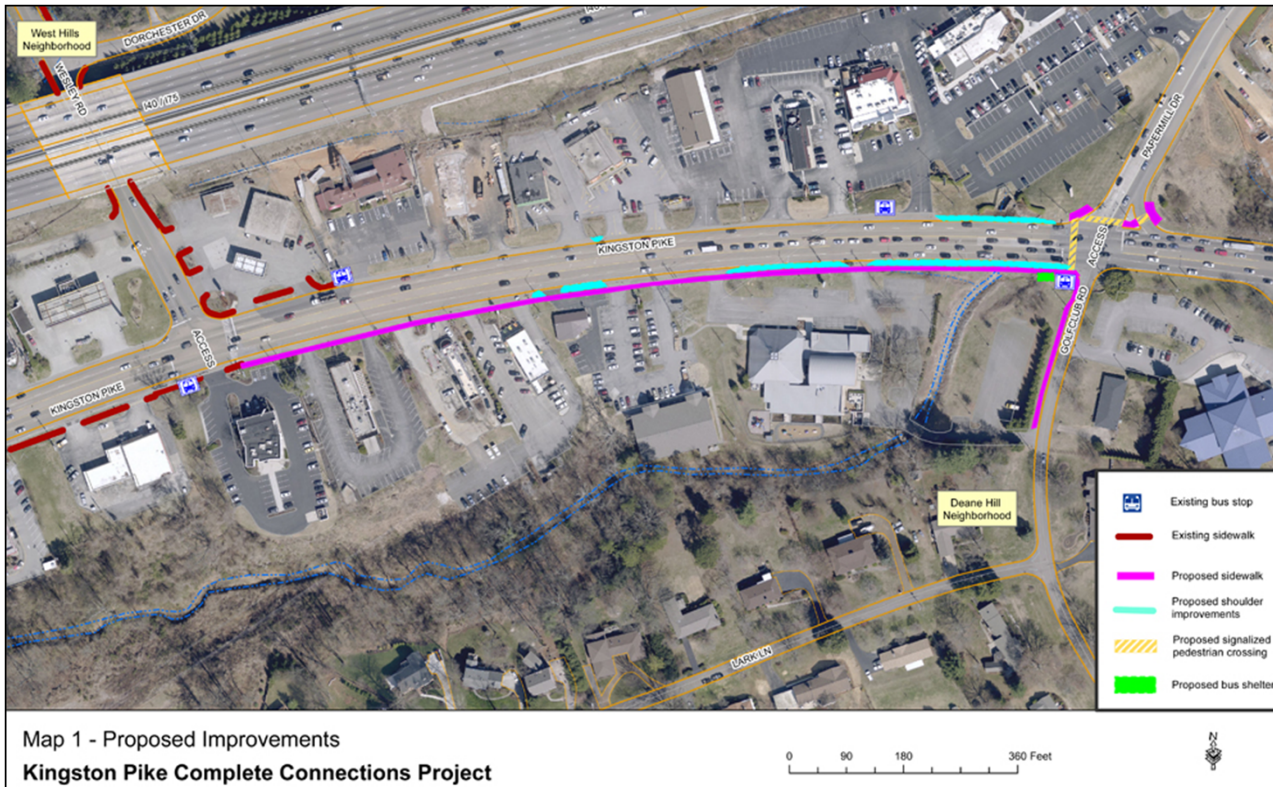 West Hills
Neighborhood
DORCHESTER DR
WESLEY RD
I40 / I75
PAPERMILL DR
KINGSTON PIKE
ACCESS
ACCESS
GOLFCLUB RD
KINGSTON PIKE
Deane Hill
Neighborhood
LARK LN
Existing bus stop
Existing sidewalk
Proposed sidewalk
Proposed shoulder
improvements
Proposed signalized
pedestrian crossing
Proposed bus shelter
Map 1 - Proposed Improvements
Kingston Pike Complete Connections Project
0 90 180 360 Feet
N